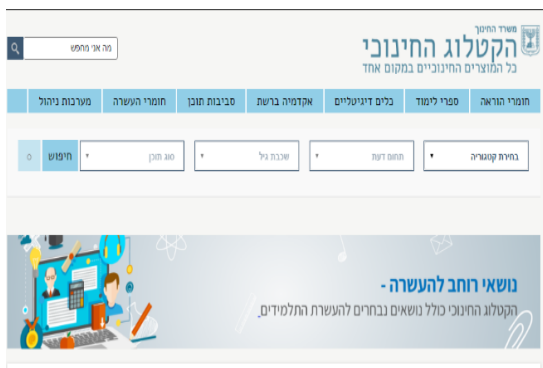 משרד החינוך
הקטלוג החינוכי
כל המוצרים החינוכיים במקום אחד
מה אני מחפש
חומרי הוראה ספרי לימוד כלים דיגיטליים אקדמיה ברשת סביבות תוכן חומרי העשרה מערכות ניהול
בחירת קטגוריה תחום דעת שכבת גיל סוג תוכן חיפוש
נושאי רוחב להעשרה -
הקטלוג החינוכי כולל נושאים נבחרים להעשרת התלמידים.